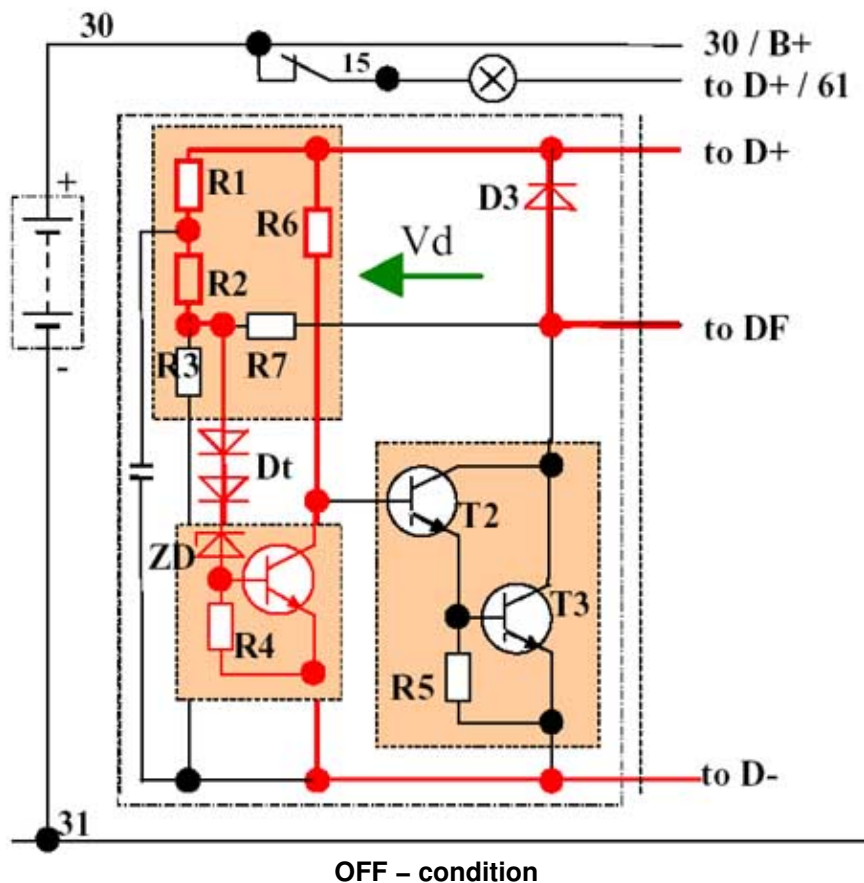 30
30 / B+
15
to D+ / 61
to D+
R1
D3
R6
Vd
R2
to DF
R3
R7
+
-
Dt
T2
ZD
T3
R4
R5
to D-
31
OFF – condition